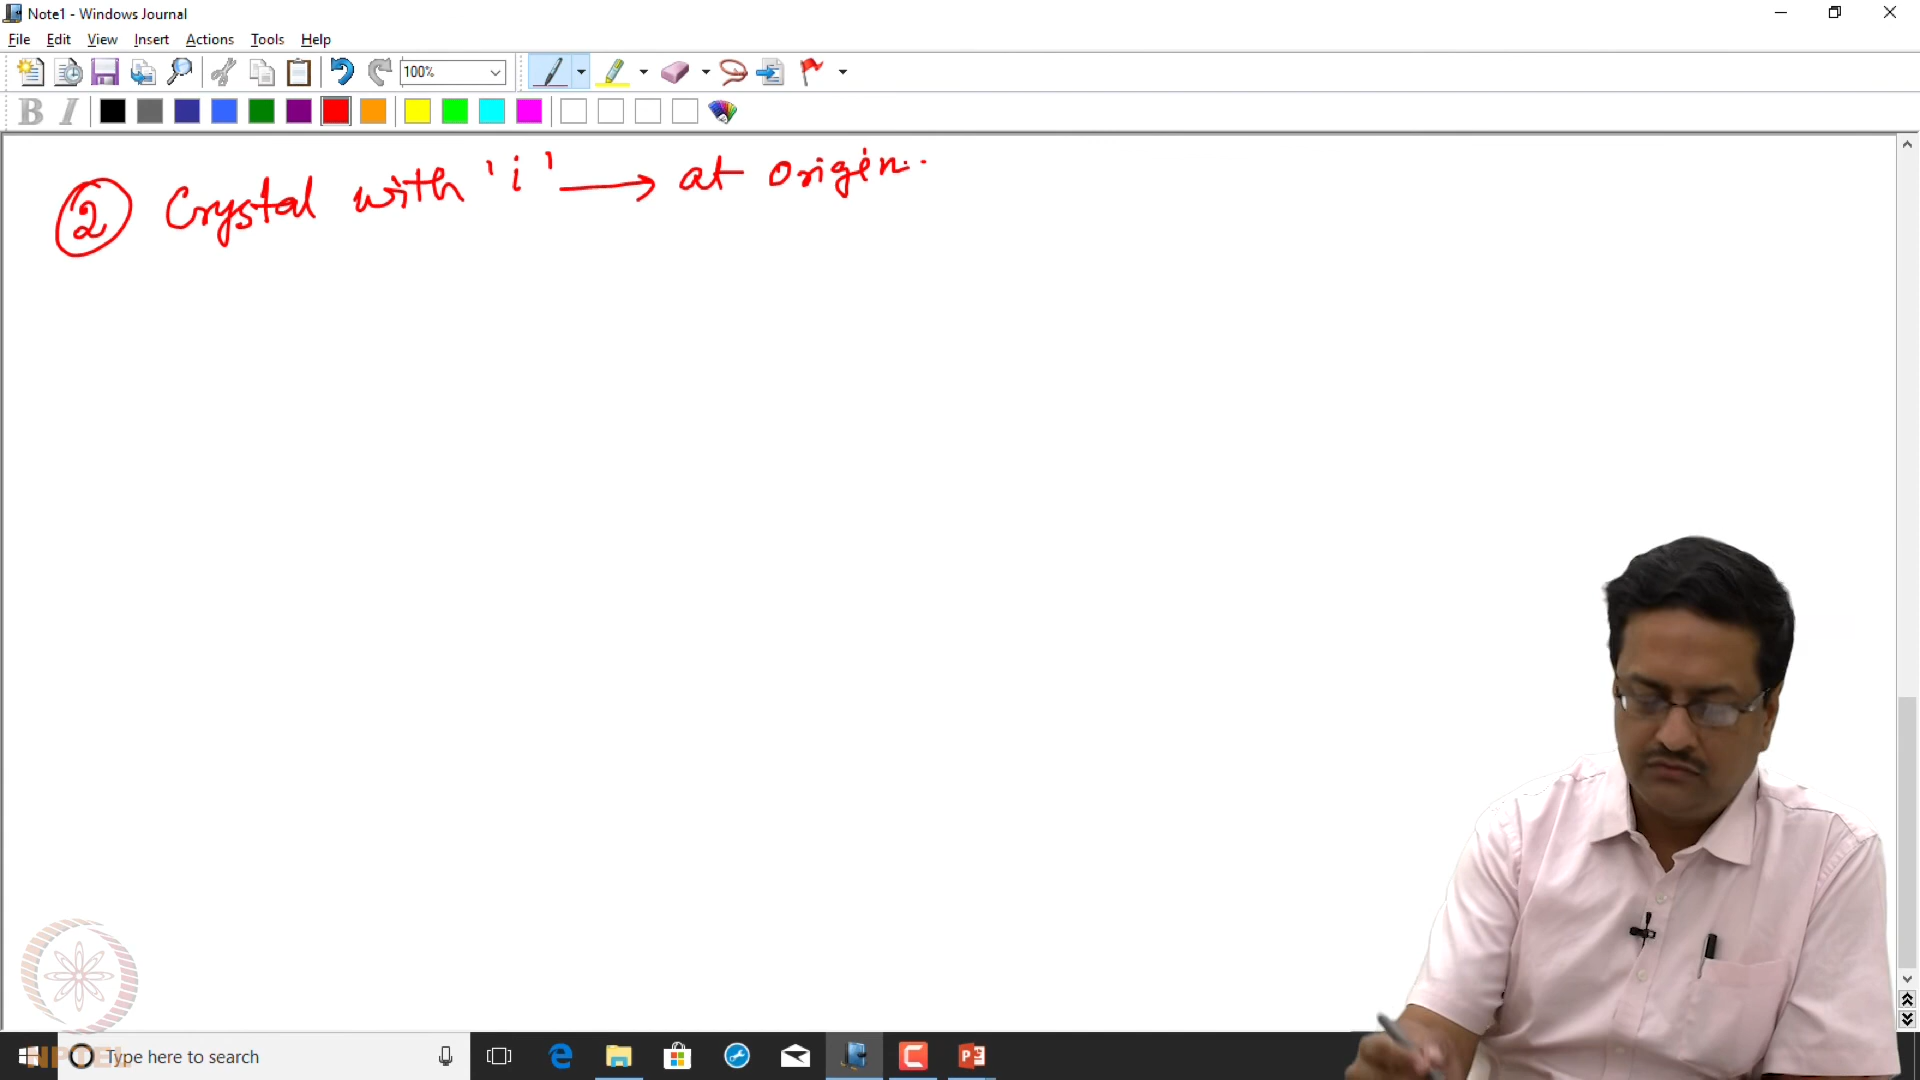 Note1 - Windows Journal
File Edit View Insert Actions Tools Help
100%
B I
② Crystal with 'i' → at origin.
NPTEL
Type here to search